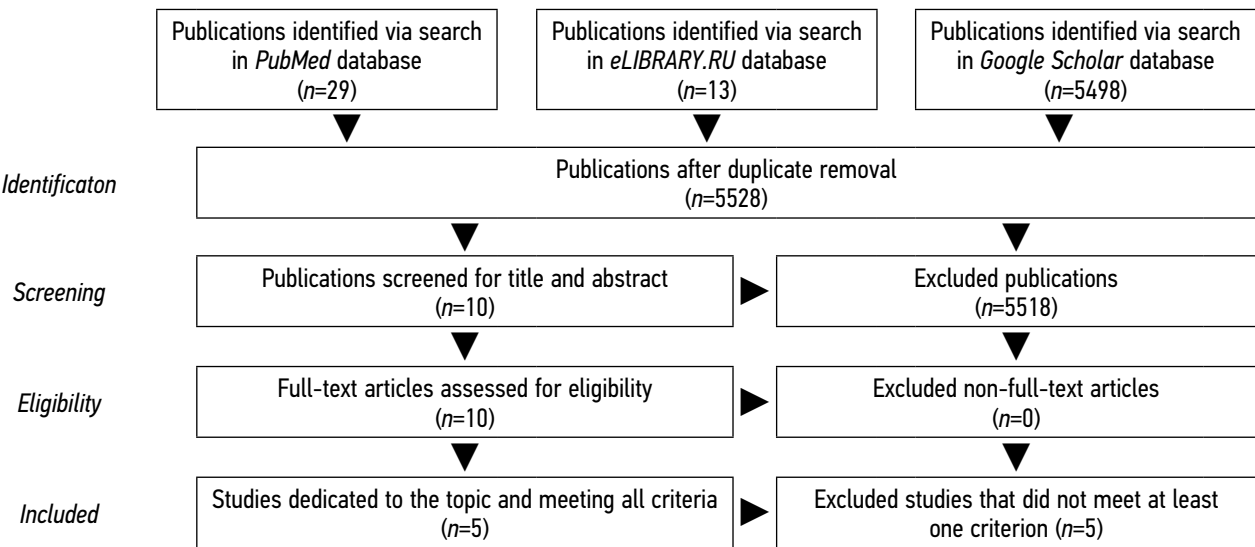 Publications identified via search
in PubMed database
(n=29)
Publications identified via search
in eLIBRARY.RU database
(n=13)
Publications identified via search
in Google Scholar database
(n=5498)
Identificaton
Publications after duplicate removal
(n=5528)
Screening
Publications screened for title and abstract
(n=10)
Excluded publications
(n=5518)
Eligibility
Full-text articles assessed for eligibility
(n=10)
Excluded non-full-text articles
(n=0)
Included
Studies dedicated to the topic and meeting all criteria
(n=5)
Excluded studies that did not meet at least
one criterion (n=5)